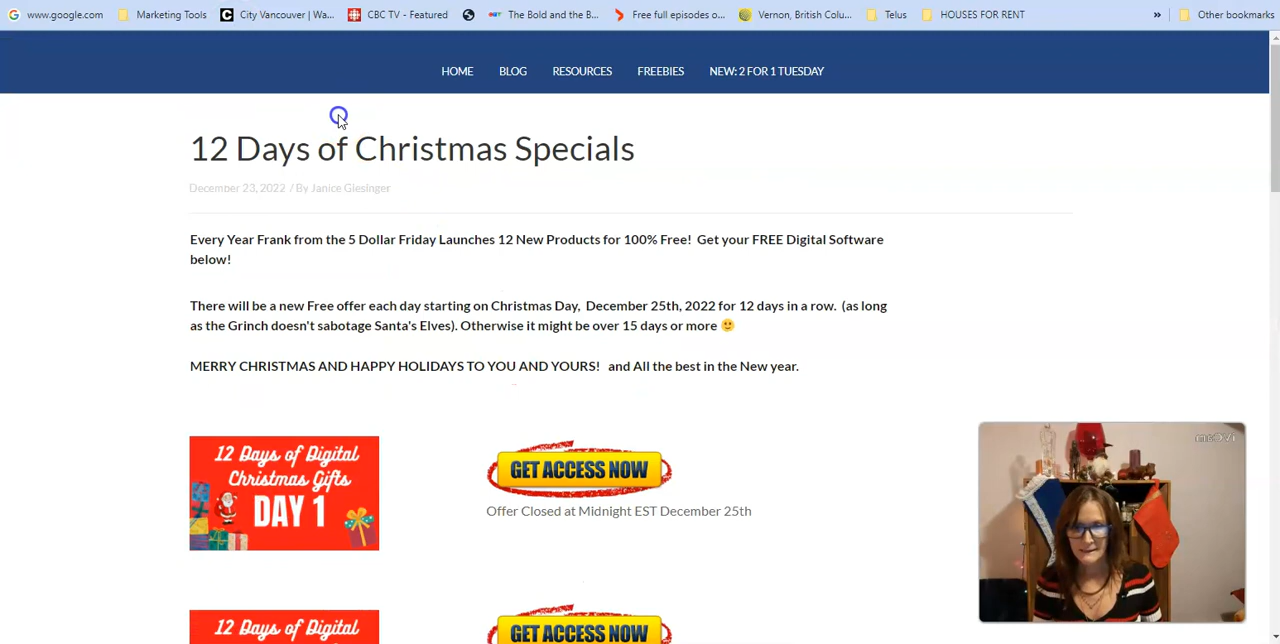 www.google.com Marketing Tools City Vancouver | Wa... CBC TV - Featured The Bold and the B... Free full episodes o... Vernon, British Colu... Telus HOUSES FOR RENT » Other bookmarks
HOME BLOG RESOURCES FREEBIES NEW: 2 FOR 1 TUESDAY
12 Days of Christmas Specials
December 23, 2022 / By Janice Giesinger
Every Year Frank from the 5 Dollar Friday Launches 12 New Products for 100% Free! Get your FREE Digital Software
below!
There will be a new Free offer each day starting on Christmas Day, December 25th, 2022 for 12 days in a row. (as long
as the Grinch doesn't sabotage Santa's Elves). Otherwise it might be over 15 days or more 🙂
MERRY CHRISTMAS AND HAPPY HOLIDAYS TO YOU AND YOURS! and All the best in the New year.
12 Days of Digital
Christmas Gifts
DAY 1
GET ACCESS NOW
Offer Closed at Midnight EST December 25th
12 Days of Digital
GET ACCESS NOW